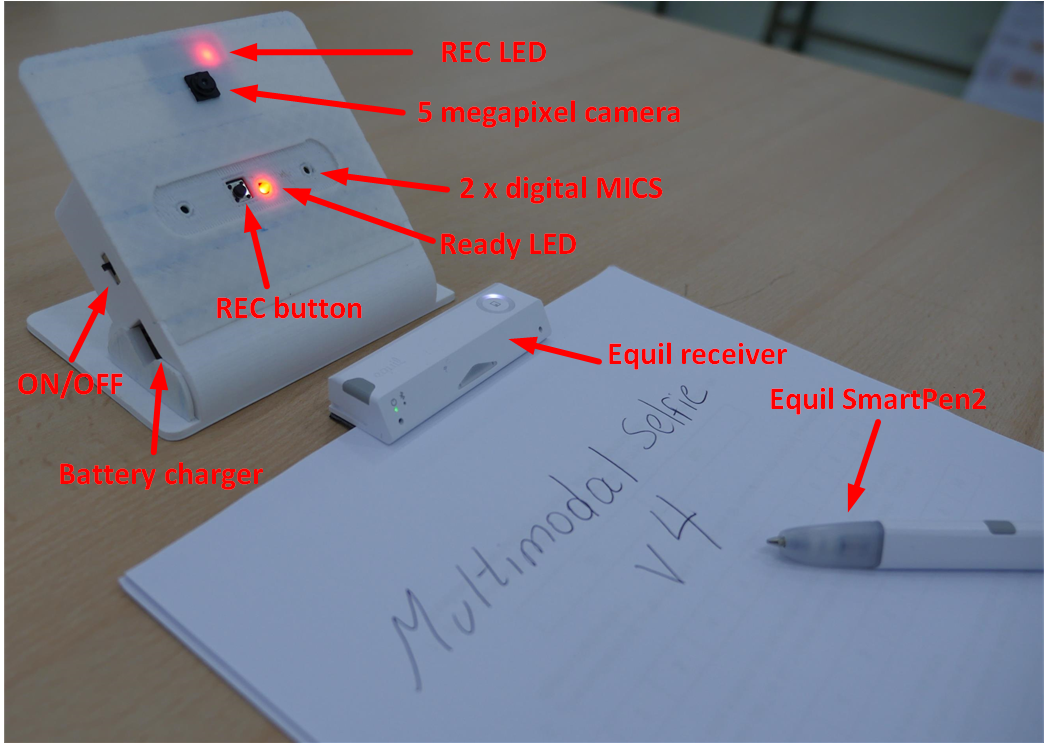 REC LED
5 megapixel camera
2 x digital MICS
Ready LED
REC button
Equil receiver
ON/OFF
Equil SmartPen2
Battery charger
Multimodal Selfie
v 4